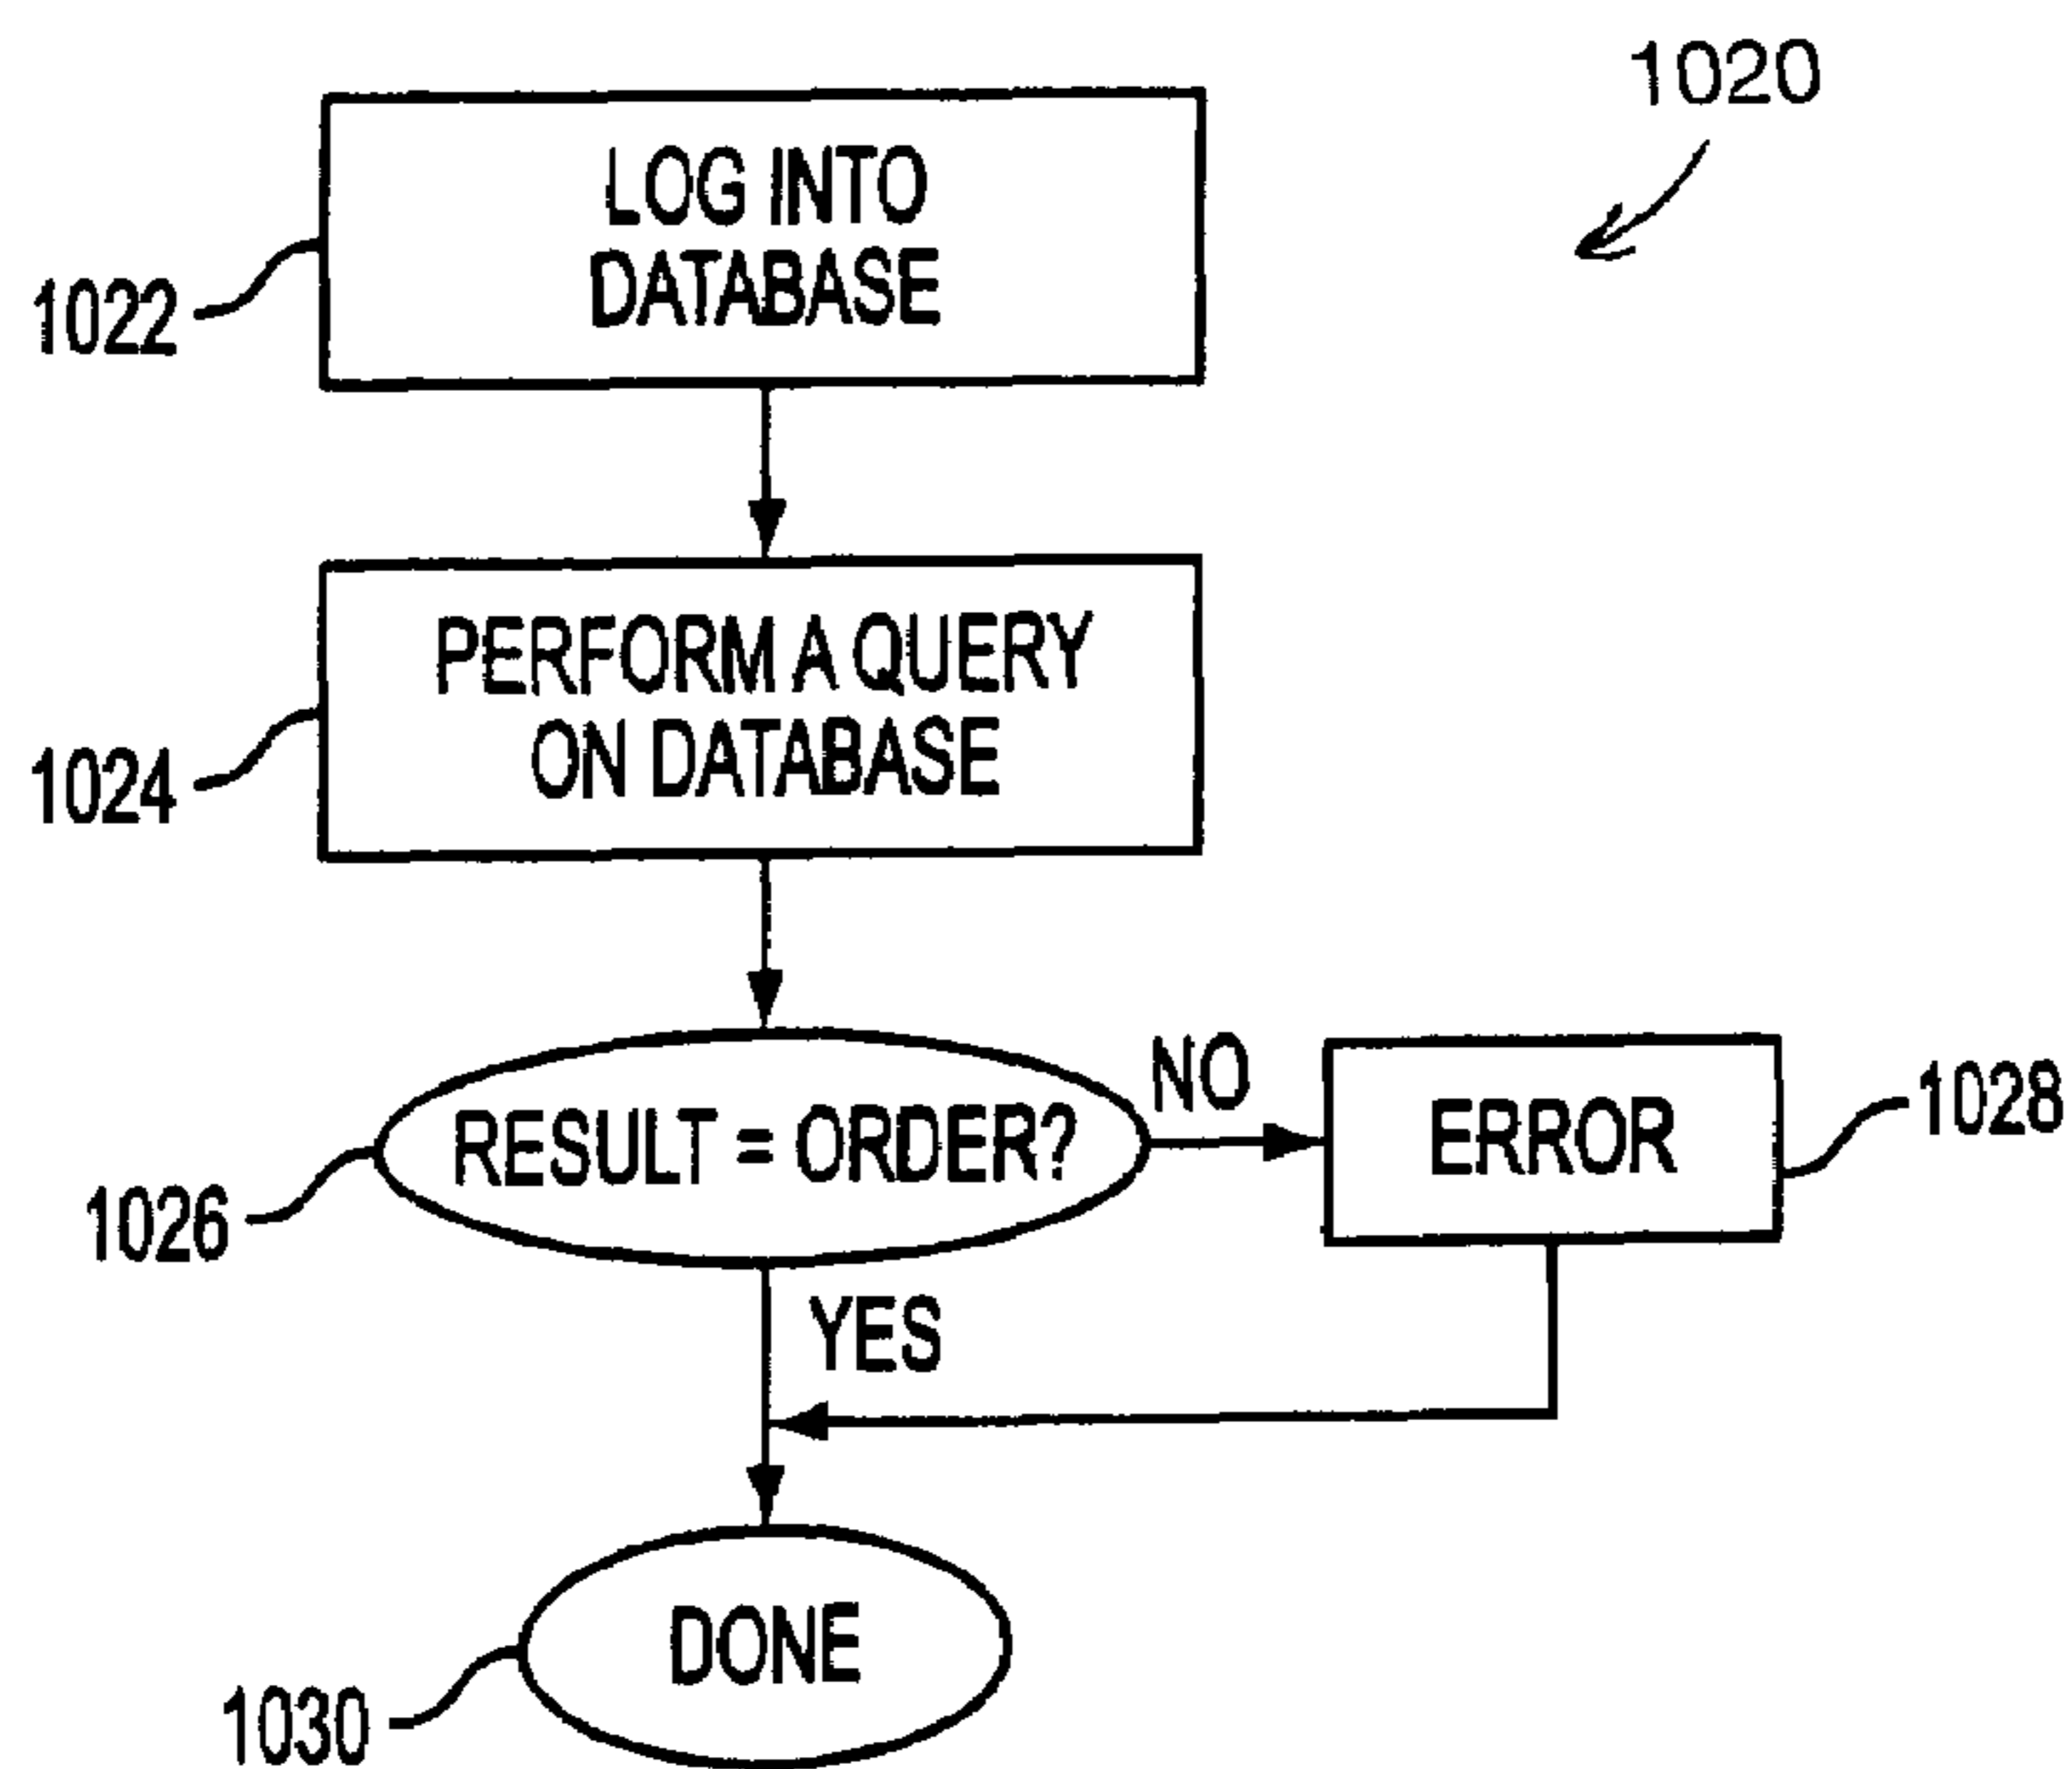 1020
LOG INTO
DATABASE
1022
PERFORM A QUERY
ON DATABASE
1024
RESULT = ORDER?
NO
ERROR
1028
1026
YES
DONE
1030